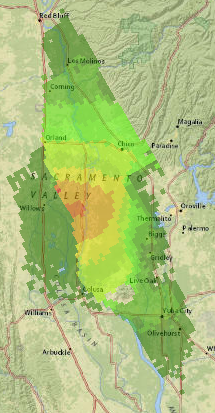 Red Bluff
Los Molinos
Corning
Magalia
Orland
Chico
Paradise
SACRAMENTO
VALLEY
Willows
Oroville
Thermalito
Palermo
Biggs
Gridley
Colusa
Live Oak
Williams
Yuba City
Olivehurst
Arbuckle